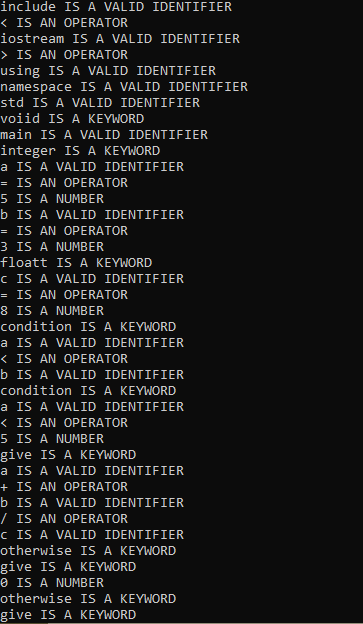 include IS A VALID IDENTIFIER
< IS AN OPERATOR
iostream IS A VALID IDENTIFIER
> IS AN OPERATOR
using IS A VALID IDENTIFIER
namespace IS A VALID IDENTIFIER
std IS A VALID IDENTIFIER
voiid IS A KEYWORD
main IS A VALID IDENTIFIER
integer IS A KEYWORD
a IS A VALID IDENTIFIER
= IS AN OPERATOR
5 IS A NUMBER
b IS A VALID IDENTIFIER
= IS AN OPERATOR
3 IS A NUMBER
floatt IS A KEYWORD
c IS A VALID IDENTIFIER
= IS AN OPERATOR
8 IS A NUMBER
condition IS A KEYWORD
a IS A VALID IDENTIFIER
< IS AN OPERATOR
b IS A VALID IDENTIFIER
condition IS A KEYWORD
a IS A VALID IDENTIFIER
< IS AN OPERATOR
5 IS A NUMBER
give IS A KEYWORD
a IS A VALID IDENTIFIER
+ IS AN OPERATOR
b IS A VALID IDENTIFIER
/ IS AN OPERATOR
c IS A VALID IDENTIFIER
otherwise IS A KEYWORD
give IS A KEYWORD
0 IS A NUMBER
otherwise IS A KEYWORD
give IS A KEYWORD